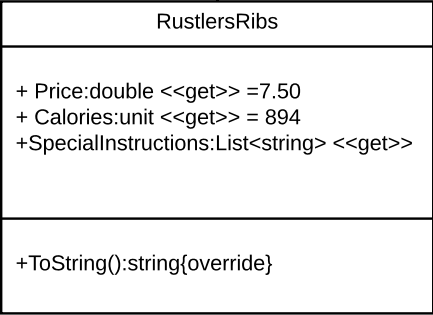 RustlersRibs
+ Price:double <<get>> =7.50
+ Calories:unit <<get>> = 894
+SpecialInstructions:List<string> <<get>>
+ToString():string{override}